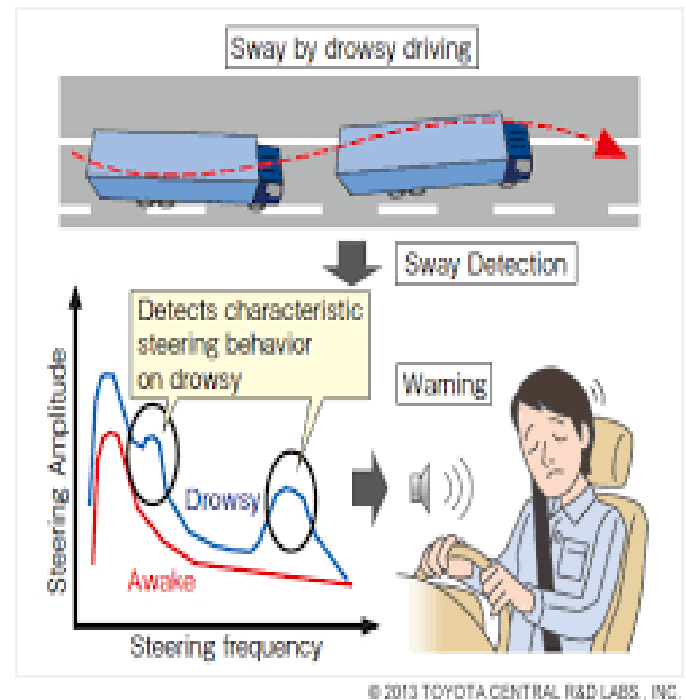 Sway by drowsy driving
Sway Detection
Detects characteristic
steering behavior
on drowsy
Warning
Steering Amplitude
Drowsy
Awake
Steering frequency
© 2013 TOYOTA CENTRAL R&D LABS., INC.